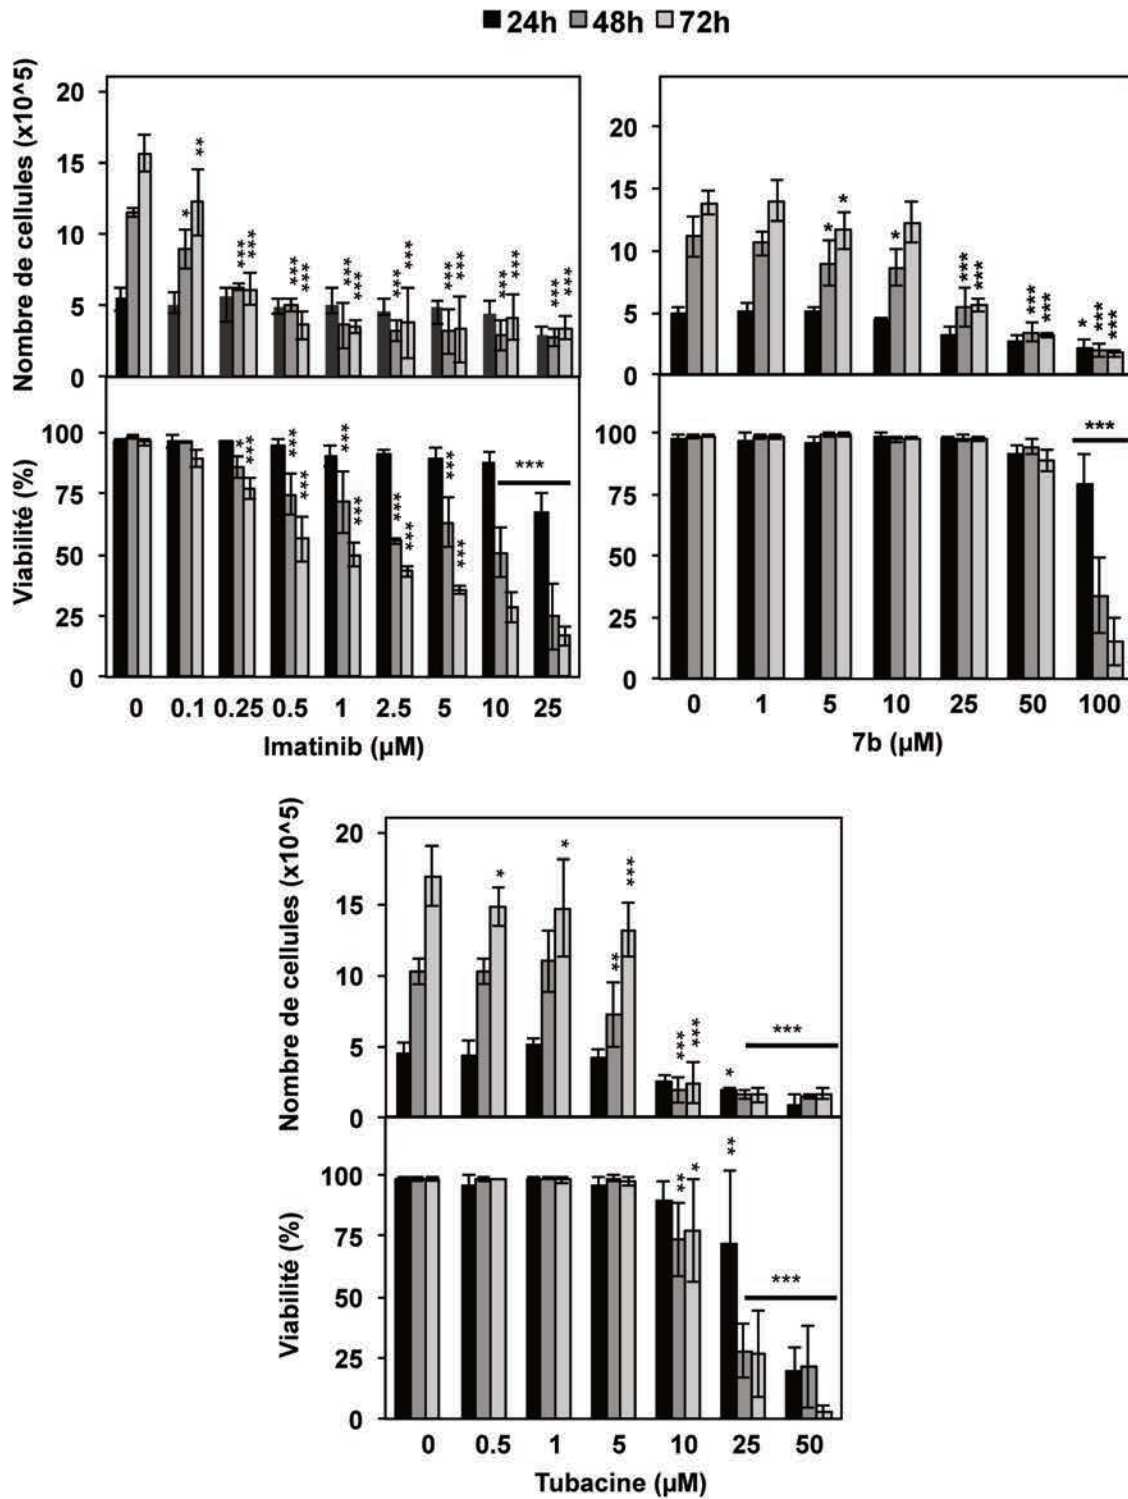 24h 48h 72h
Nombre de cellules (x10^5)
20
15
10
5
0
* ** *** *** *** *** *** *** *** *** *** *** *** *** *** ***
Viabilité (%)
100
75
50
25
0
* *** *** *** *** *** *** *** *** *** ***
0 0.1 0.25 0.5 1 2.5 5 10 25
Imatinib (µM)
20
15
10
5
0
* * * *** *** *** *** * *** ***
100
75
50
25
0
***
0 1 5 10 25 50 100
7b (µM)
Nombre de cellules (x10^5)
20
15
10
5
0
* * ** *** *** *** * ***
Viabilité (%)
100
75
50
25
0
** * ** ***
0 0.5 1 5 10 25 50
Tubacine (µM)